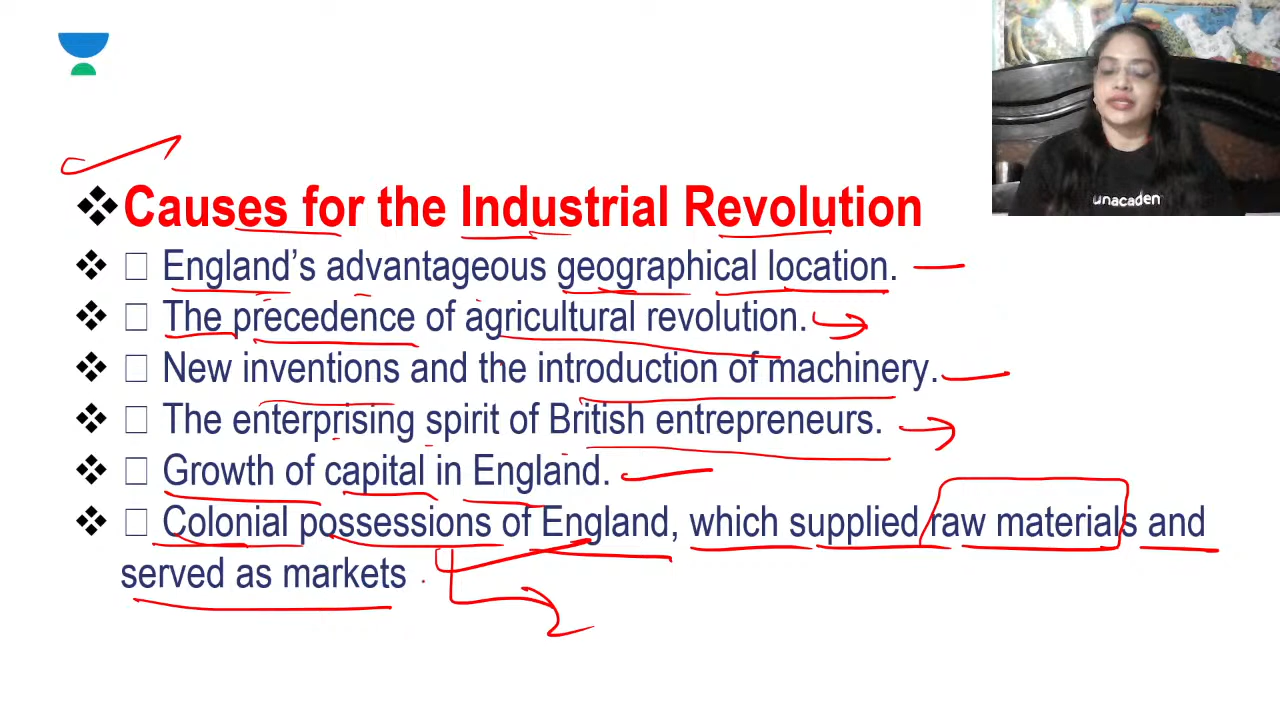 unacadem
❖Causes for the Industrial Revolution
❖ □ England’s advantageous geographical location.
❖ □ The precedence of agricultural revolution.
❖ □ New inventions and the introduction of machinery.
❖ □ The enterprising spirit of British entrepreneurs.
❖ □ Growth of capital in England.
❖ □ Colonial possessions of England, which supplied raw materials and
served as markets